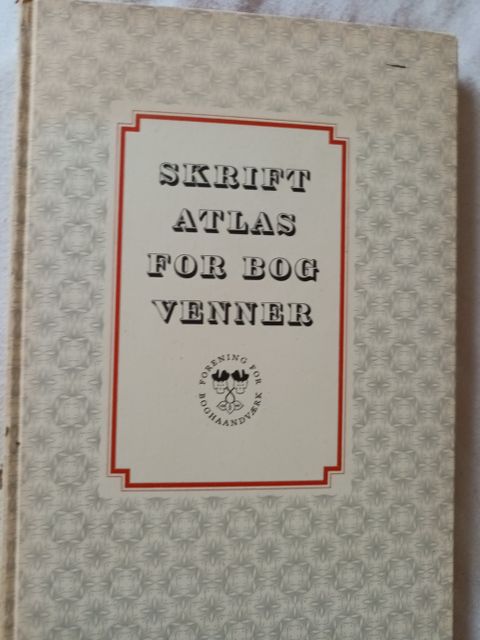 SKRIFT
ATLAS
FOR BOG
VENNER
FORENING FOR
BOGHAANDVÆRK